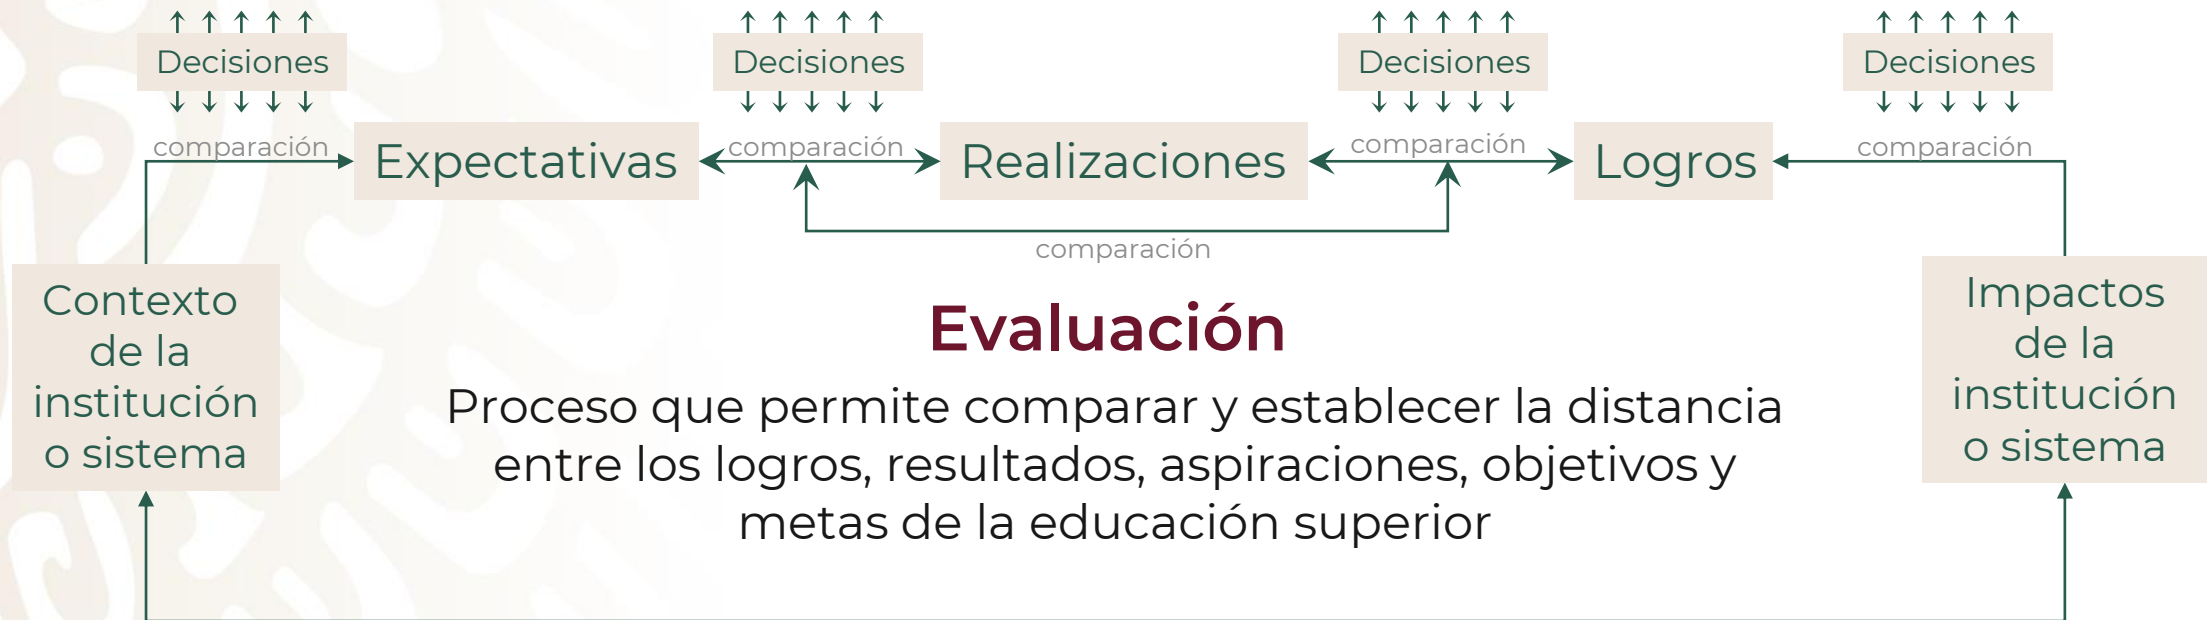 Decisiones
Decisiones
Decisiones
Decisiones
comparación
comparación
comparación
comparación
Expectativas
Realizaciones
Logros
comparación
Contexto
de la
institución
o sistema
Evaluación
Proceso que permite comparar y establecer la distancia
entre los logros, resultados, aspiraciones, objetivos y
metas de la educación superior
Impactos
de la
institución
o sistema